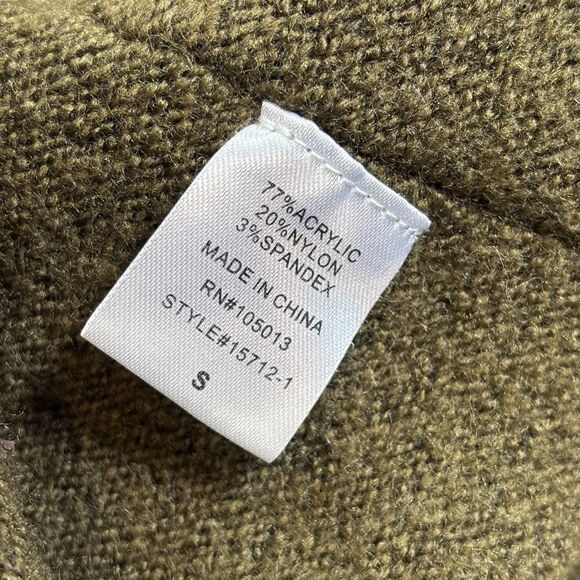 77%ACRYLIC
20%NYLON
3%SPANDEX
MADE IN CHINA
RN#105013
STYLE#15712-1
S